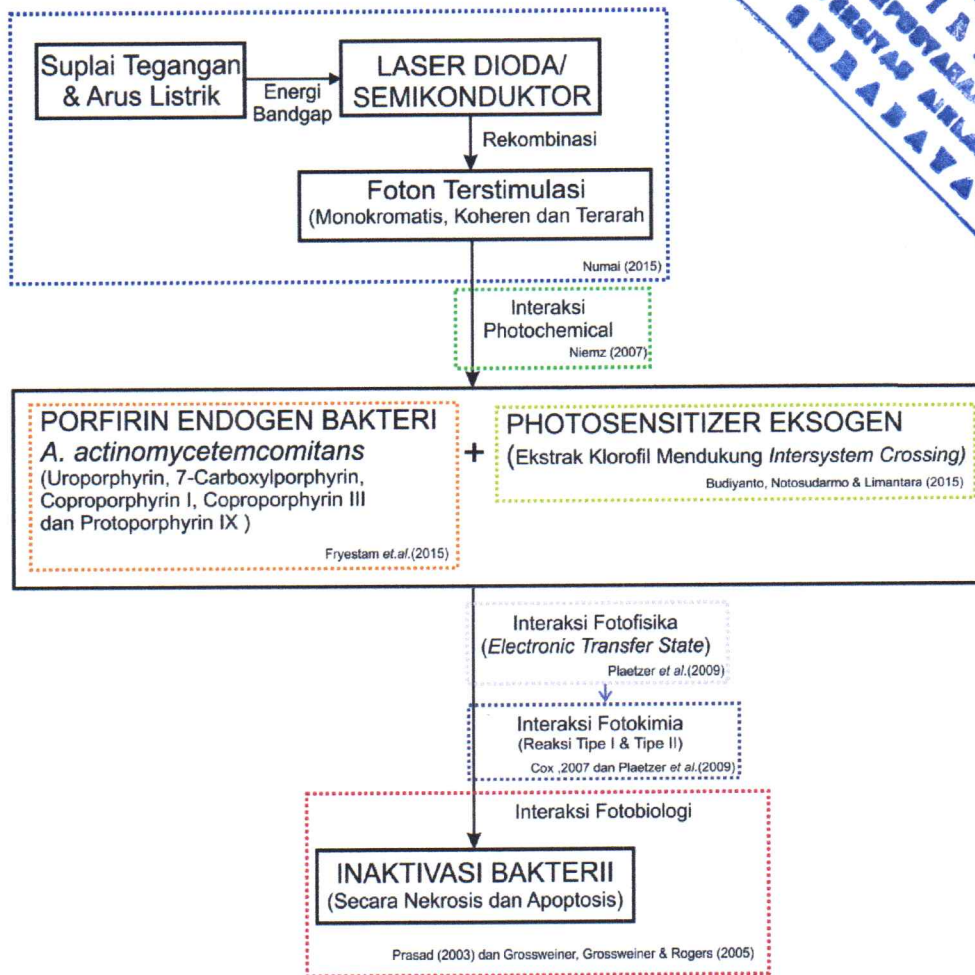 Suplai Tegangan
& Arus Listrik
Energi
Bandgap
LASER DIODA/
SEMIKONDUKTOR
Rekombinasi
Foton Terstimulasi
(Monokromatis, Koheren dan Terarah
Numai (2015)
Interaksi
Photochemical
Niemz (2007)
PORFIRIN ENDOGEN BAKTERI
A. actinomycetemcomitans
(Uroporphyrin, 7-Carboxylporphyrin,
Coproporphyrin I, Coproporphyrin III
dan Protoporphyrin IX )
Fryestam et.al.(2015)
+
PHOTOSENSITIZER EKSOGEN
(Ekstrak Klorofil Mendukung Intersystem Crossing)
Budiyanto, Notosudarmo & Limantara (2015)
Interaksi Fotofisika
(Electronic Transfer State)
Plaetzer et al.(2009)
Interaksi Fotokimia
(Reaksi Tipe I & Tipe II)
Cox ,2007 dan Plaetzer et al.(2009)
Interaksi Fotobiologi
INAKTIVASI BAKTERII
(Secara Nekrosis dan Apoptosis)
Prasad (2003) dan Grossweiner, Grossweiner & Rogers (2005)
SURABAYA